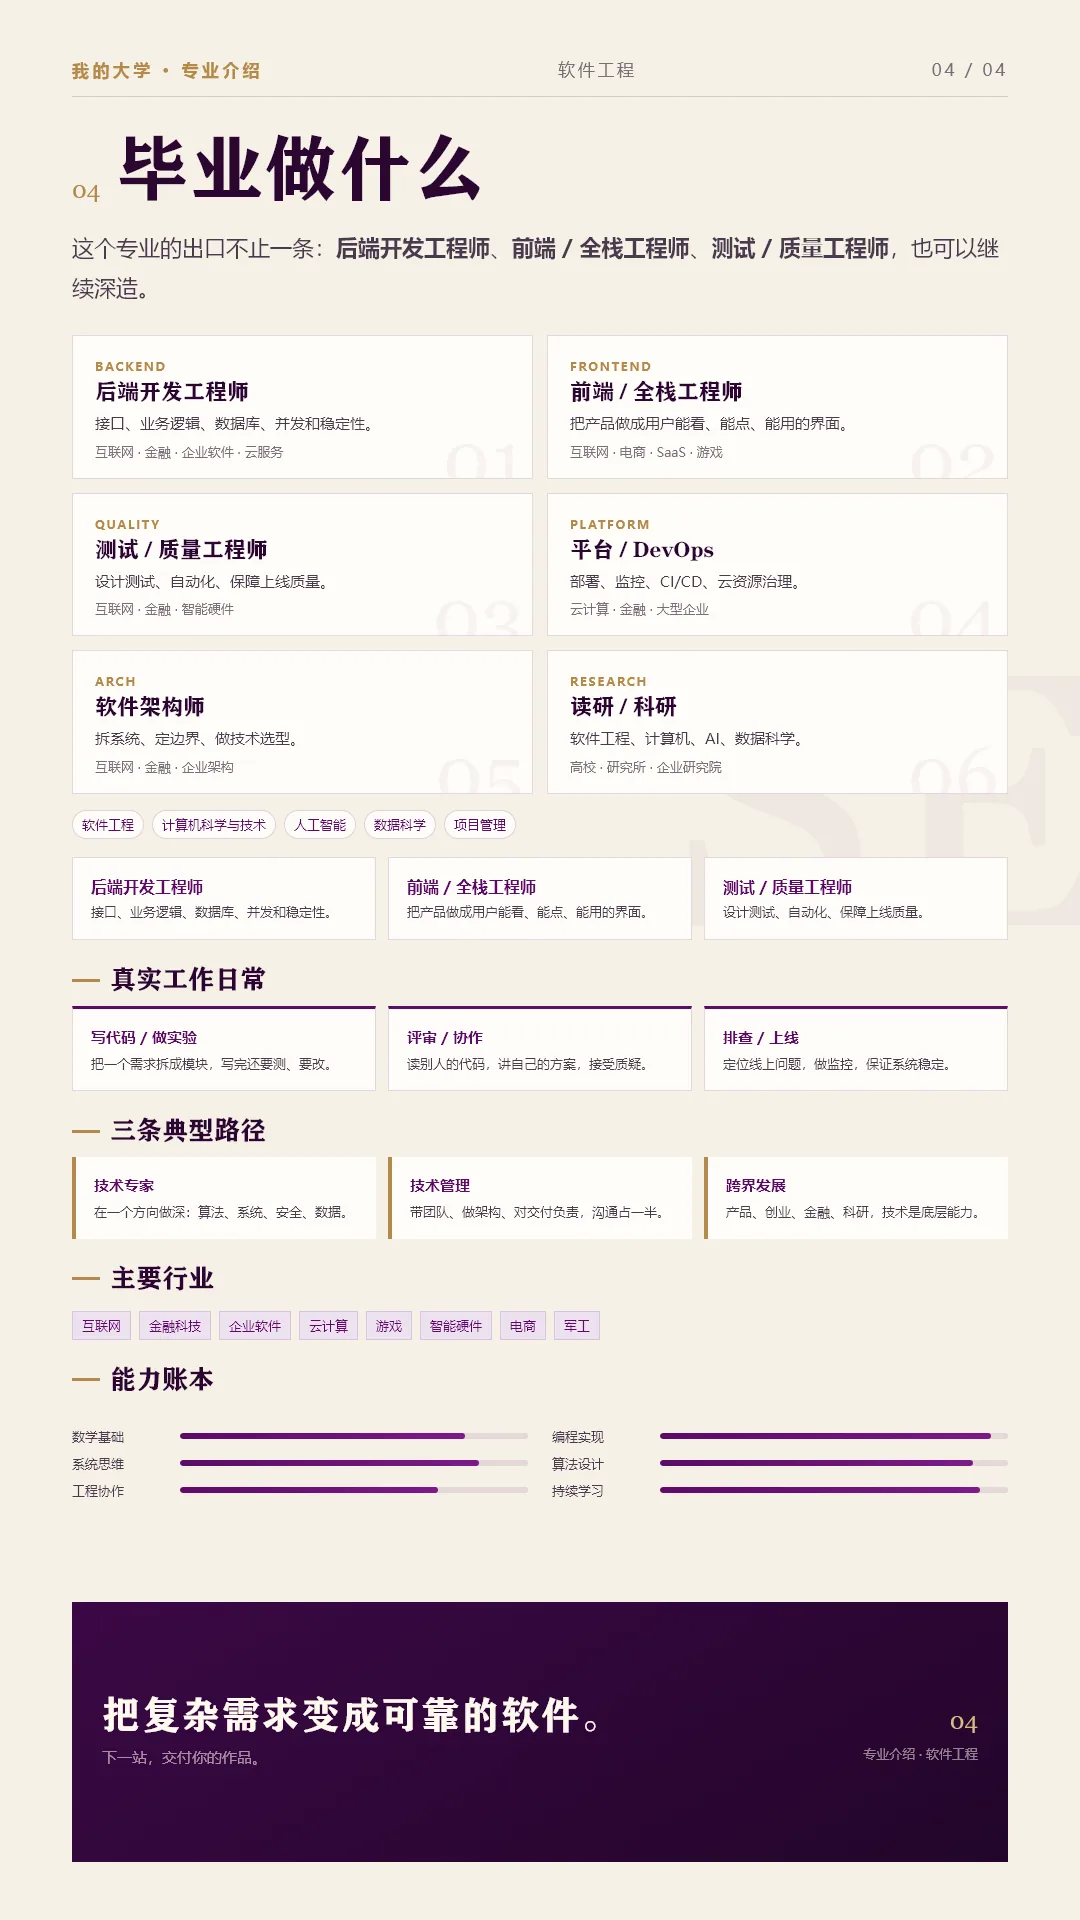 我的大学 · 专业介绍
软件工程
04 / 04
04 毕业做什么
这个专业的出口不止一条：后端开发工程师、前端 / 全栈工程师、测试 / 质量工程师，也可以继
续深造。
BACKEND
后端开发工程师
接口、业务逻辑、数据库、并发和稳定性。
互联网 · 金融 · 企业软件 · 云服务
01
FRONTEND
前端 / 全栈工程师
把产品做成用户能看、能点、能用的界面。
互联网 · 电商 · SaaS · 游戏
02
QUALITY
测试 / 质量工程师
设计测试、自动化、保障上线质量。
互联网 · 金融 · 智能硬件
03
PLATFORM
平台 / DevOps
部署、监控、CI/CD、云资源治理。
云计算 · 金融 · 大型企业
04
ARCH
软件架构师
拆系统、定边界、做技术选型。
互联网 · 金融 · 企业架构
05
RESEARCH
读研 / 科研
软件工程、计算机、AI、数据科学。
高校 · 研究所 · 企业研究院
06
SE
软件工程
计算机科学与技术
人工智能
数据科学
项目管理
后端开发工程师
接口、业务逻辑、数据库、并发和稳定性。
前端 / 全栈工程师
把产品做成用户能看、能点、能用的界面。
测试 / 质量工程师
设计测试、自动化、保障上线质量。
真实工作日常
写代码 / 做实验
把一个需求拆成模块，写完还要测、要改。
评审 / 协作
读别人的代码，讲自己的方案，接受质疑。
排查 / 上线
定位线上问题，做监控，保证系统稳定。
三条典型路径
技术专家
在一个方向做深：算法、系统、安全、数据。
技术管理
带团队、做架构、对交付负责，沟通占一半。
跨界发展
产品、创业、金融、科研，技术是底层能力。
主要行业
互联网
金融科技
企业软件
云计算
游戏
智能硬件
电商
军工
能力账本
数学基础
编程实现
系统思维
算法设计
工程协作
持续学习
把复杂需求变成可靠的软件。
下一站，交付你的作品。
04
专业介绍 · 软件工程